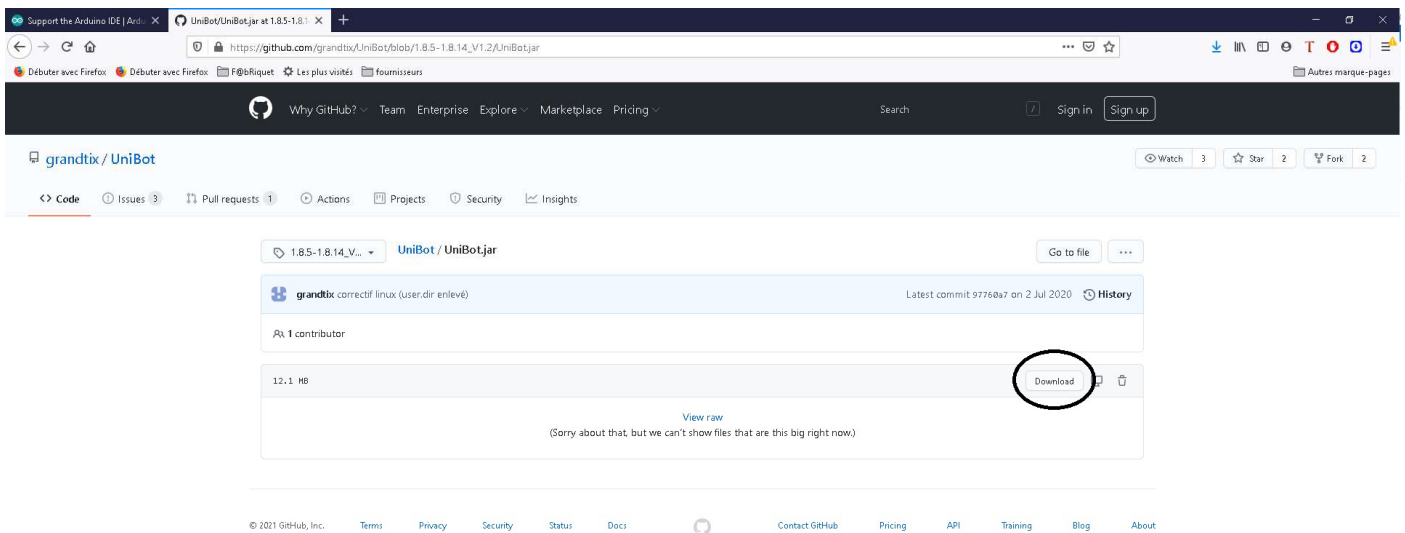 Support the Arduino IDE | Ardu
UniBot/UniBot.jar at 1.8.5-1.8.1
https://github.com/grandtix/UniBot/blob/1.8.5-1.8.14_V1.2/UniBot.jar
Débuter avec Firefox Débuter avec Firefox F@bRiquet Les plus visités fournisseurs Autres marque-pages
Why GitHub? Team Enterprise Explore Marketplace Pricing Search / Sign in Sign up
grandtix / UniBot Watch 3 Star 2 Fork 2
<> Code Issues 3 Pull requests 1 Actions Projects Security Insights
1.8.5-1.8.14_V... UniBot / UniBot.jar Go to file ...
grandtix correctif linux (user.dir enlevé) Latest commit 97760a7 on 2 Jul 2020 History
1 contributor
12.1 MB Download
View raw
(Sorry about that, but we can't show files that are this big right now.)
© 2021 GitHub, Inc. Terms Privacy Security Status Docs Contact GitHub Pricing API Training Blog About